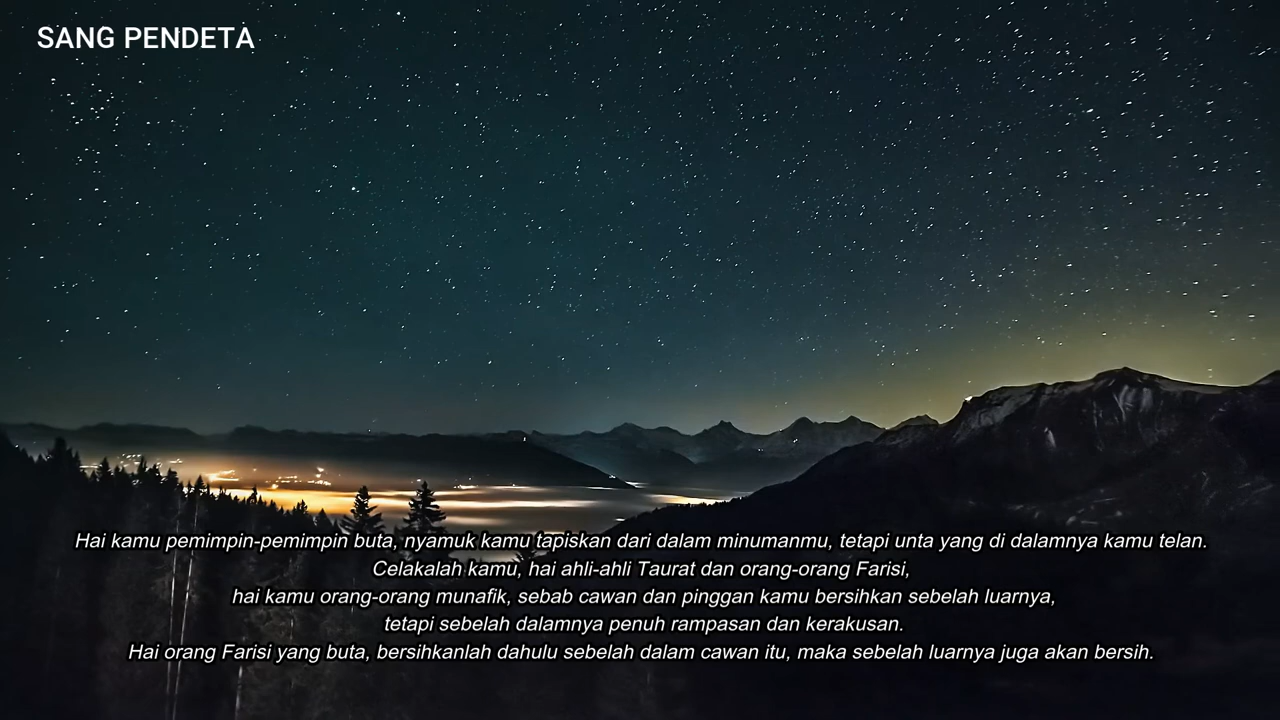 SANG PENDETA
Hai kamu pemimpin-pemimpin buta, nyamuk kamu tapiskan dari dalam minumanmu, tetapi unta yang di dalamnya kamu telan.
Celakalah kamu, hai ahli-ahli Taurat dan orang-orang Farisi,
hai kamu orang-orang munafik, sebab cawan dan pinggan kamu bersihkan sebelah luarnya,
tetapi sebelah dalamnya penuh rampasan dan kerakusan.
Hai orang Farisi yang buta, bersihkanlah dahulu sebelah dalam cawan itu, maka sebelah luarnya juga akan bersih.